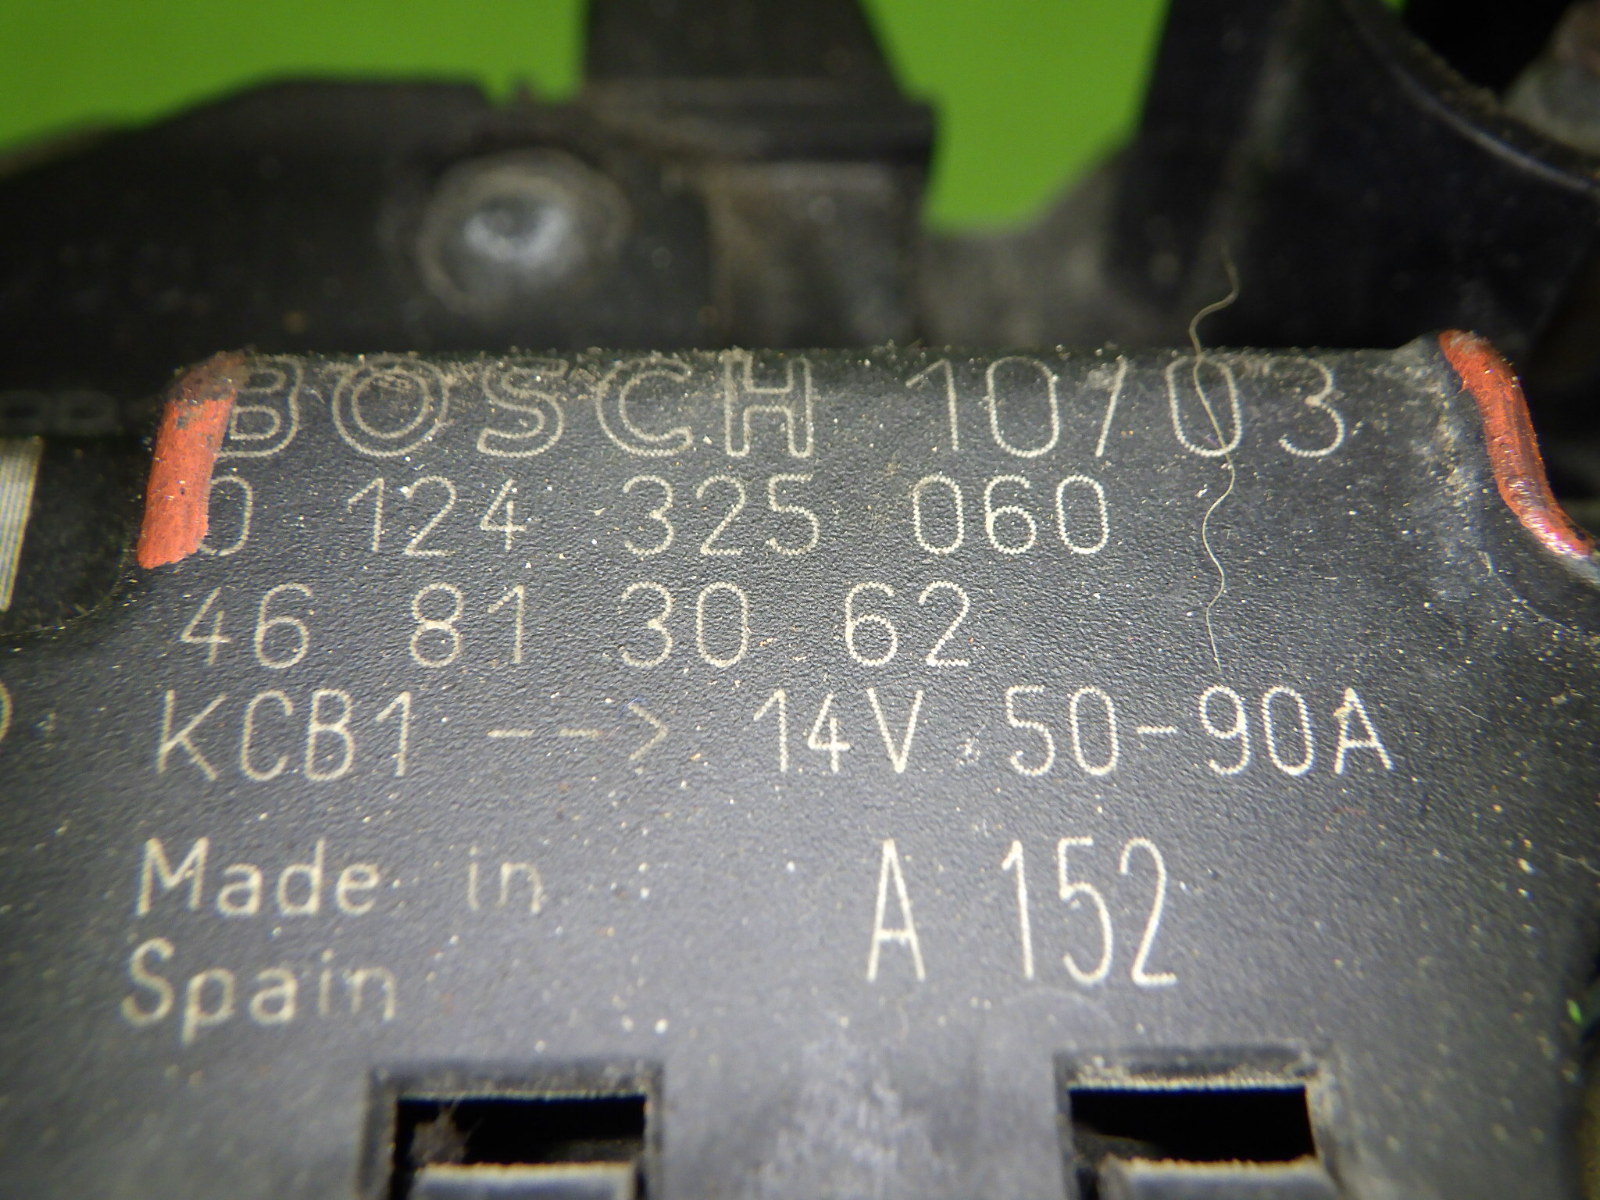 BOSCH 10/03
0 124 325 060
46 81 30 62
KCB1 --> 14V 50-90A
Made in A 152
Spain